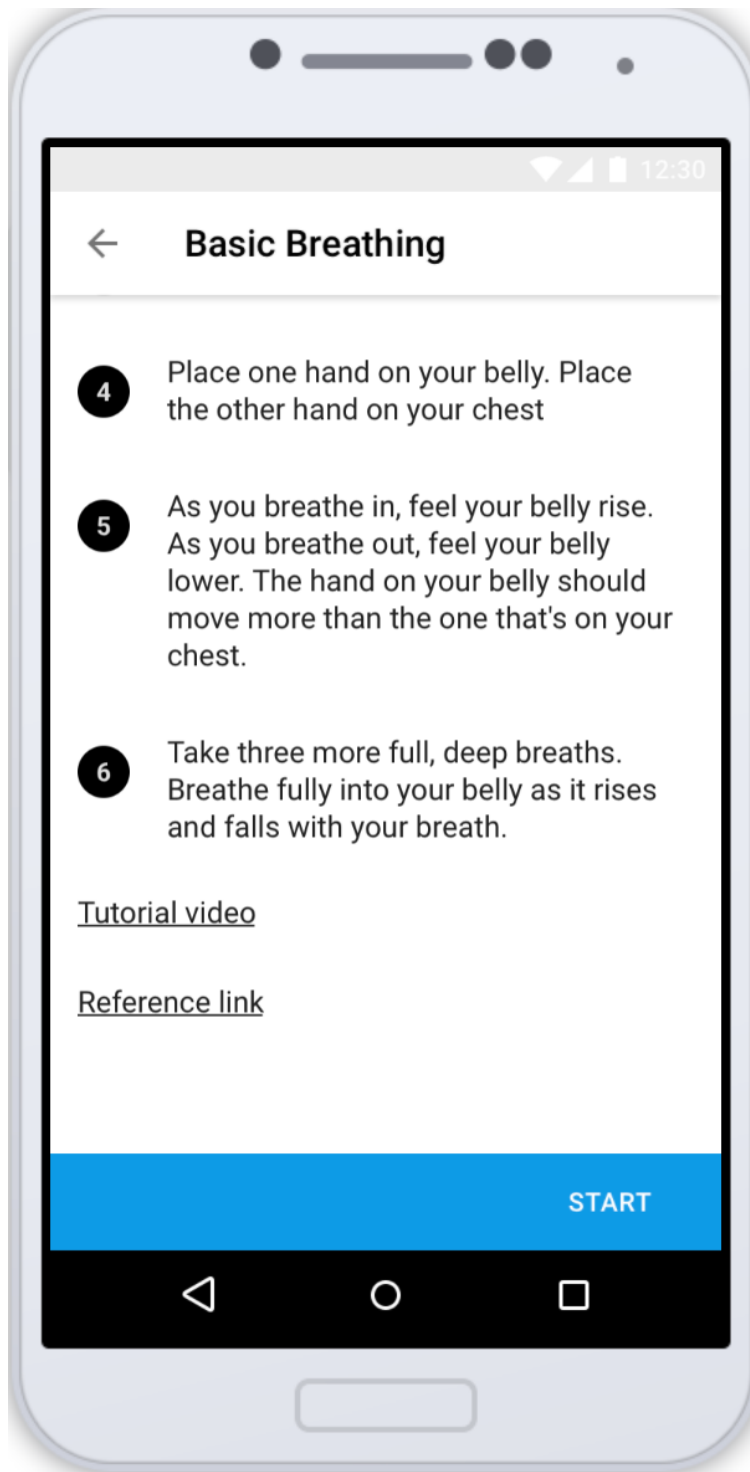 12:30
Basic Breathing
4
Place one hand on your belly. Place
the other hand on your chest
5
As you breathe in, feel your belly rise.
As you breathe out, feel your belly
lower. The hand on your belly should
move more than the one that's on your
chest.
6
Take three more full, deep breaths.
Breathe fully into your belly as it rises
and falls with your breath.
Tutorial video
Reference link
START